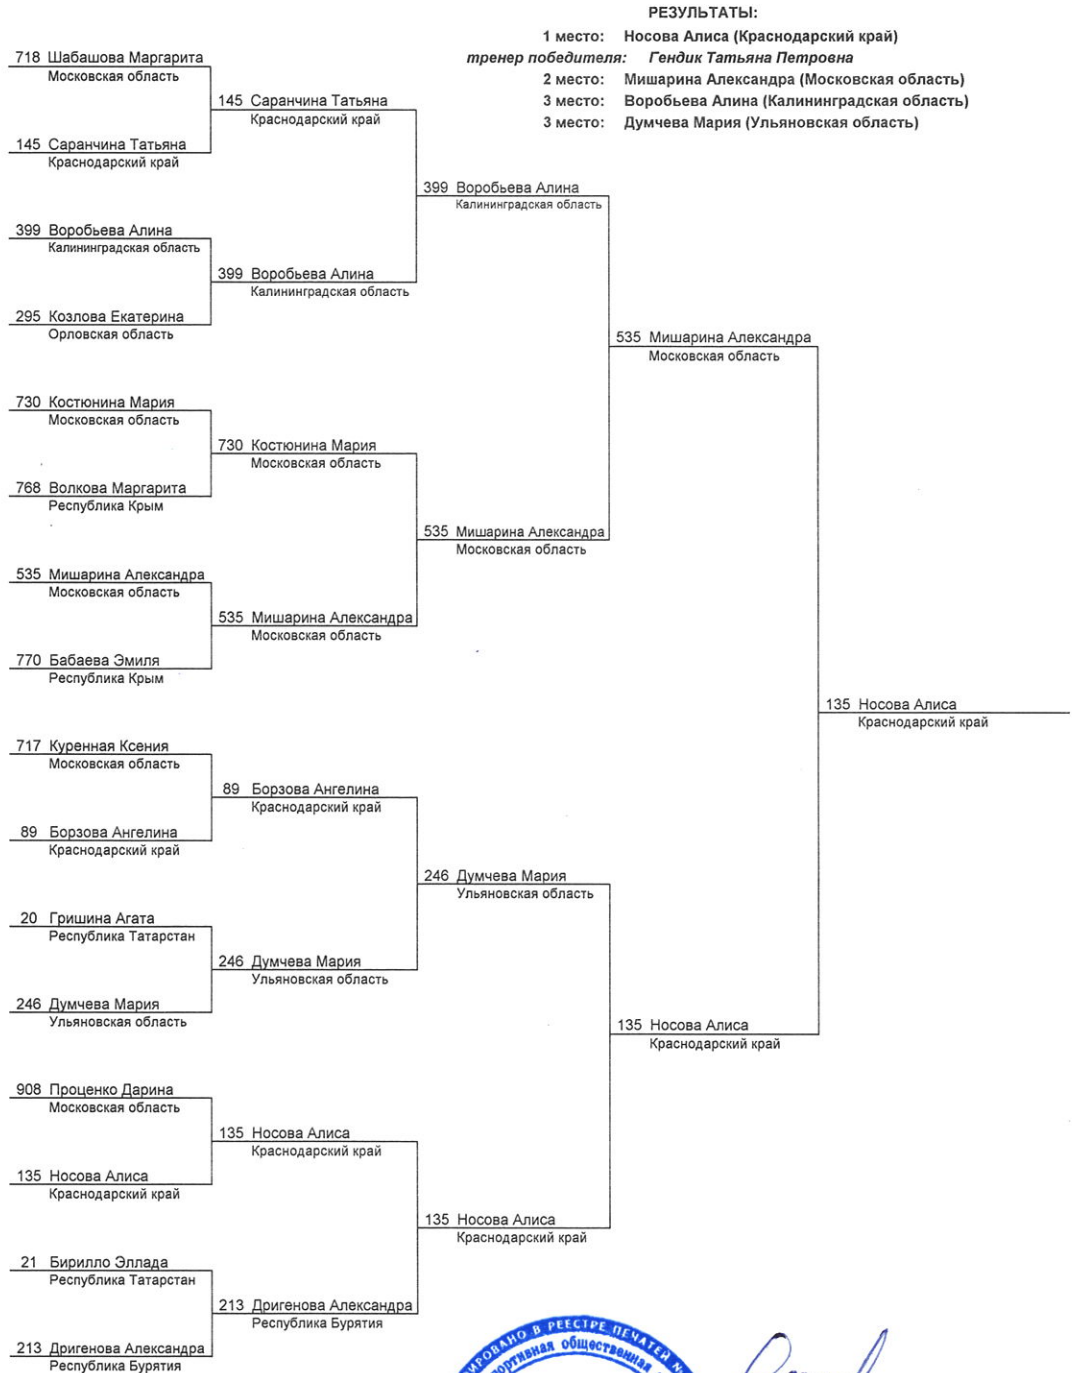 РЕЗУЛЬТАТЫ:
1 место: Носова Алиса (Краснодарский край)
тренер победителя: Гендик Татьяна Петровна
2 место: Мишарина Александра (Московская область)
3 место: Воробьева Алина (Калининградская область)
3 место: Думчева Мария (Ульяновская область)
718 Шабашова Маргарита
Московская область
145 Саранчина Татьяна
Краснодарский край
145 Саранчина Татьяна
Краснодарский край
399 Воробьева Алина
Калининградская область
399 Воробьева Алина
Калининградская область
399 Воробьева Алина
Калининградская область
295 Козлова Екатерина
Орловская область
535 Мишарина Александра
Московская область
730 Костюнина Мария
Московская область
730 Костюнина Мария
Московская область
768 Волкова Маргарита
Республика Крым
535 Мишарина Александра
Московская область
535 Мишарина Александра
Московская область
535 Мишарина Александра
Московская область
770 Бабаева Эмиля
Республика Крым
135 Носова Алиса
Краснодарский край
717 Куренная Ксения
Московская область
89 Борзова Ангелина
Краснодарский край
89 Борзова Ангелина
Краснодарский край
246 Думчева Мария
Ульяновская область
20 Гришина Агата
Республика Татарстан
246 Думчева Мария
Ульяновская область
246 Думчева Мария
Ульяновская область
135 Носова Алиса
Краснодарский край
908 Проценко Дарина
Московская область
135 Носова Алиса
Краснодарский край
135 Носова Алиса
Краснодарский край
135 Носова Алиса
Краснодарский край
21 Бирилло Эллада
Республика Татарстан
213 Дригенова Александра
Республика Бурятия
213 Дригенова Александра
Республика Бурятия
В РЕЕСТРЕ ПЕЧАТЕЙ
общественная